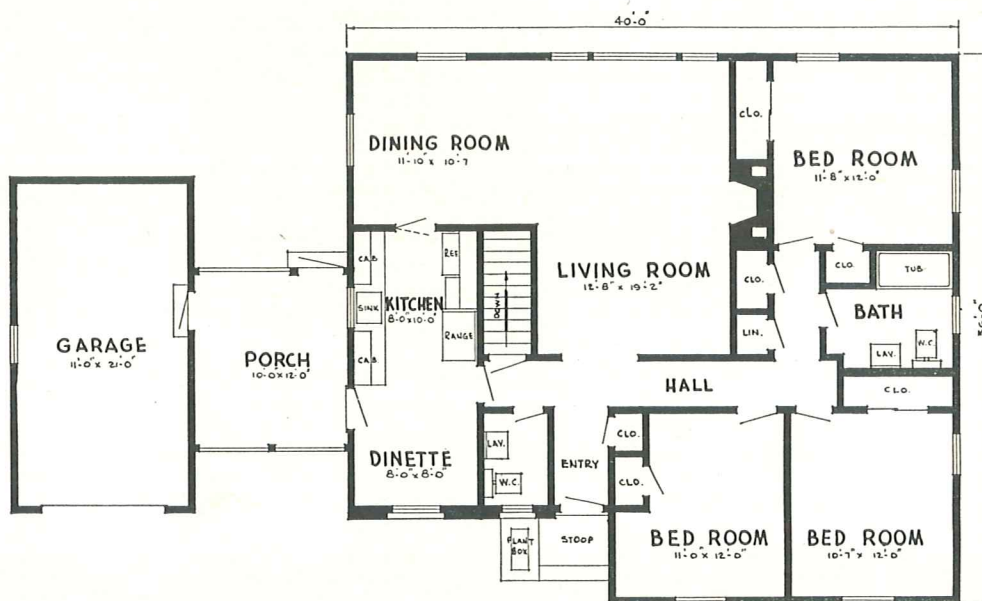 40'-0"
DINING ROOM
11'-10" x 10'-7
CLO.
BED ROOM
11'-8" x 12'-0"
CAB
REF
SINK
KITCHEN
8'-0" x 10'-0"
DOWN
LIVING ROOM
12'-8" x 19'-2"
CLO.
CLO.
TUB
BATH
GARAGE
11'-0" x 21'-0"
PORCH
10'-0" x 12'-0"
CAB
RANGE
LIN.
LAV.
W.C.
HALL
CLO.
DINETTE
8'-0" x 8'-0"
LAV.
W.C.
ENTRY
CLO.
CLO.
PLANT
BOX
STOOP
BED ROOM
11'-0" x 12'-0"
BED ROOM
10'-7" x 12'-0"